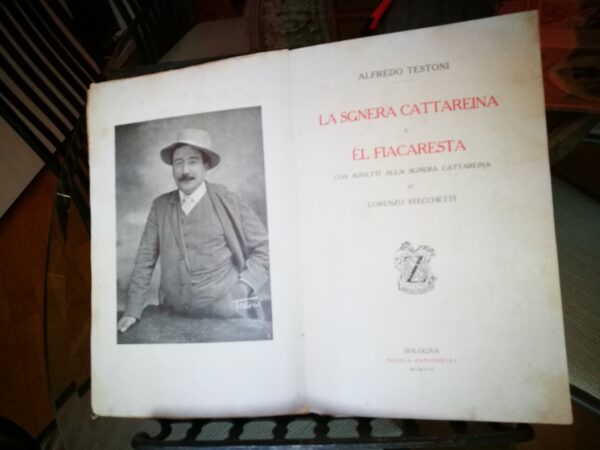 ALFREDO TESTONI
LA SGNERA CATTAREINA
E
ÈL FIACARESTA
CON SONETTI ALLA SGNERA CATTAREINA
DI
LORENZO STECCHETTI
BOLOGNA
NICOLA ZANICHELLI